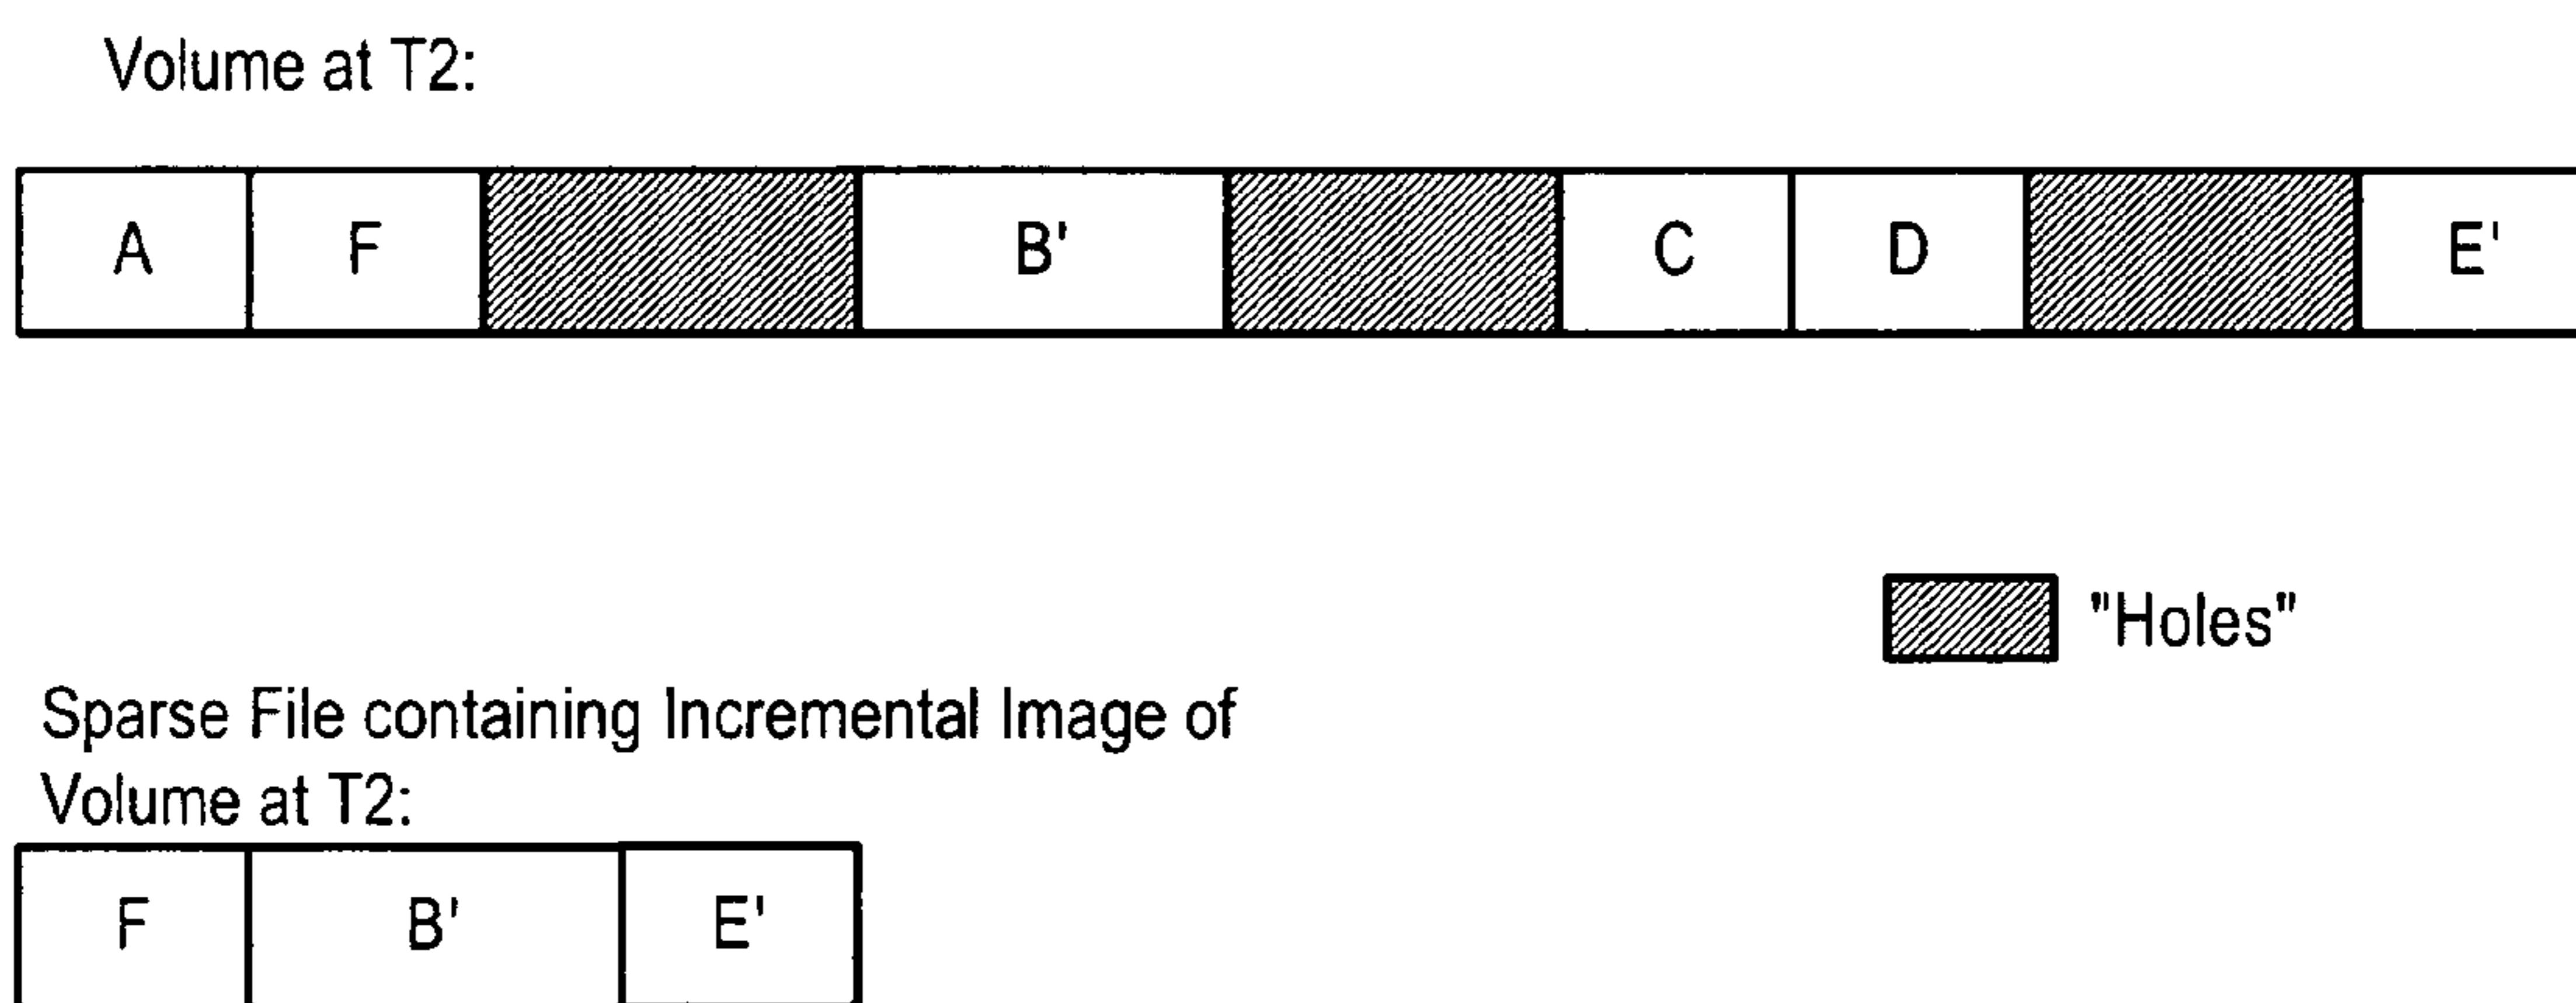 Volume at T2:
A F B' C D E'
"Holes"
Sparse File containing Incremental Image of
Volume at T2:
F B' E'